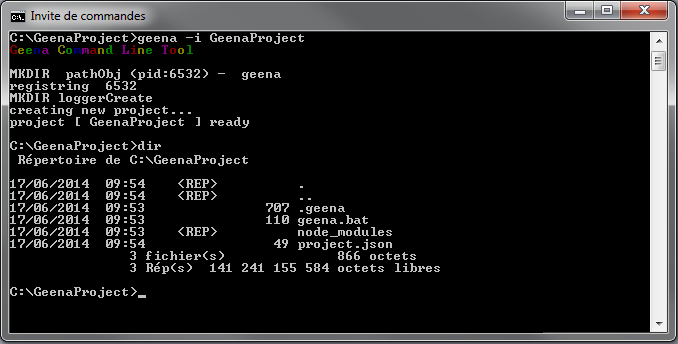 Invite de commandes
C:\GeenaProject>geena -i GeenaProject
Geena Command Line Tool
MKDIR  pathObj (pid:6532) -  geena
registring  6532
MKDIR loggerCreate
creating new project...
project [ GeenaProject ] ready
C:\GeenaProject>dir
 Répertoire de C:\GeenaProject
17/06/2014  09:54    <REP>          .
17/06/2014  09:54    <REP>          ..
17/06/2014  09:53               707 .geena
17/06/2014  09:53               110 geena.bat
17/06/2014  09:53    <REP>          node_modules
17/06/2014  09:54                49 project.json
               3 fichier(s)              866 octets
               3 Rép(s)  141 241 155 584 octets libres
C:\GeenaProject>_